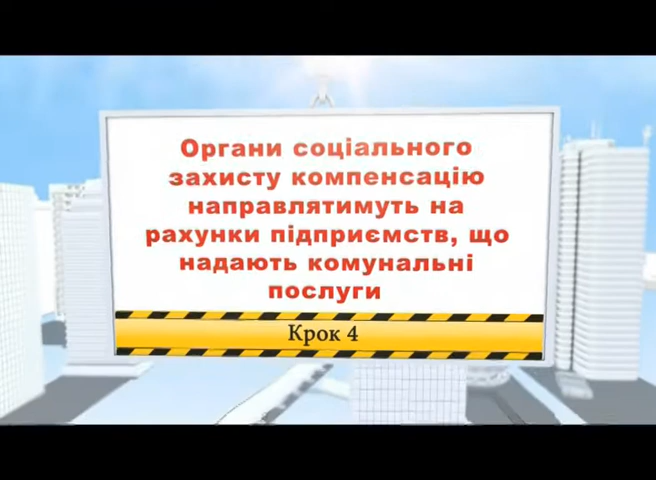 Органи соціального
захисту компенсацію
направлятимуть на
рахунки підприємств, що
надають комунальні
послуги
Крок 4